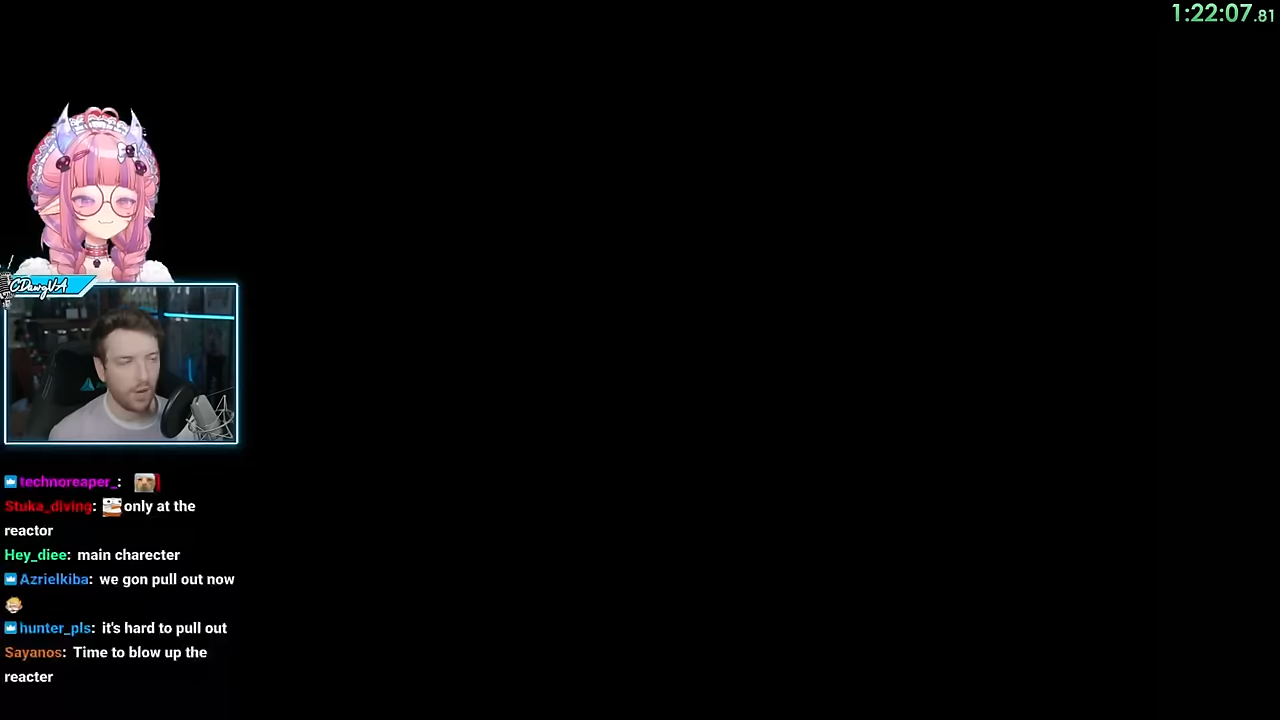 1:22:07.81
CDawgVA
technoreaper_:
Stuka_diving: only at the
reactor
Hey_diee: main charecter
Azrielkiba: we gon pull out now
hunter_pls: it's hard to pull out
Sayanos: Time to blow up the
reacter